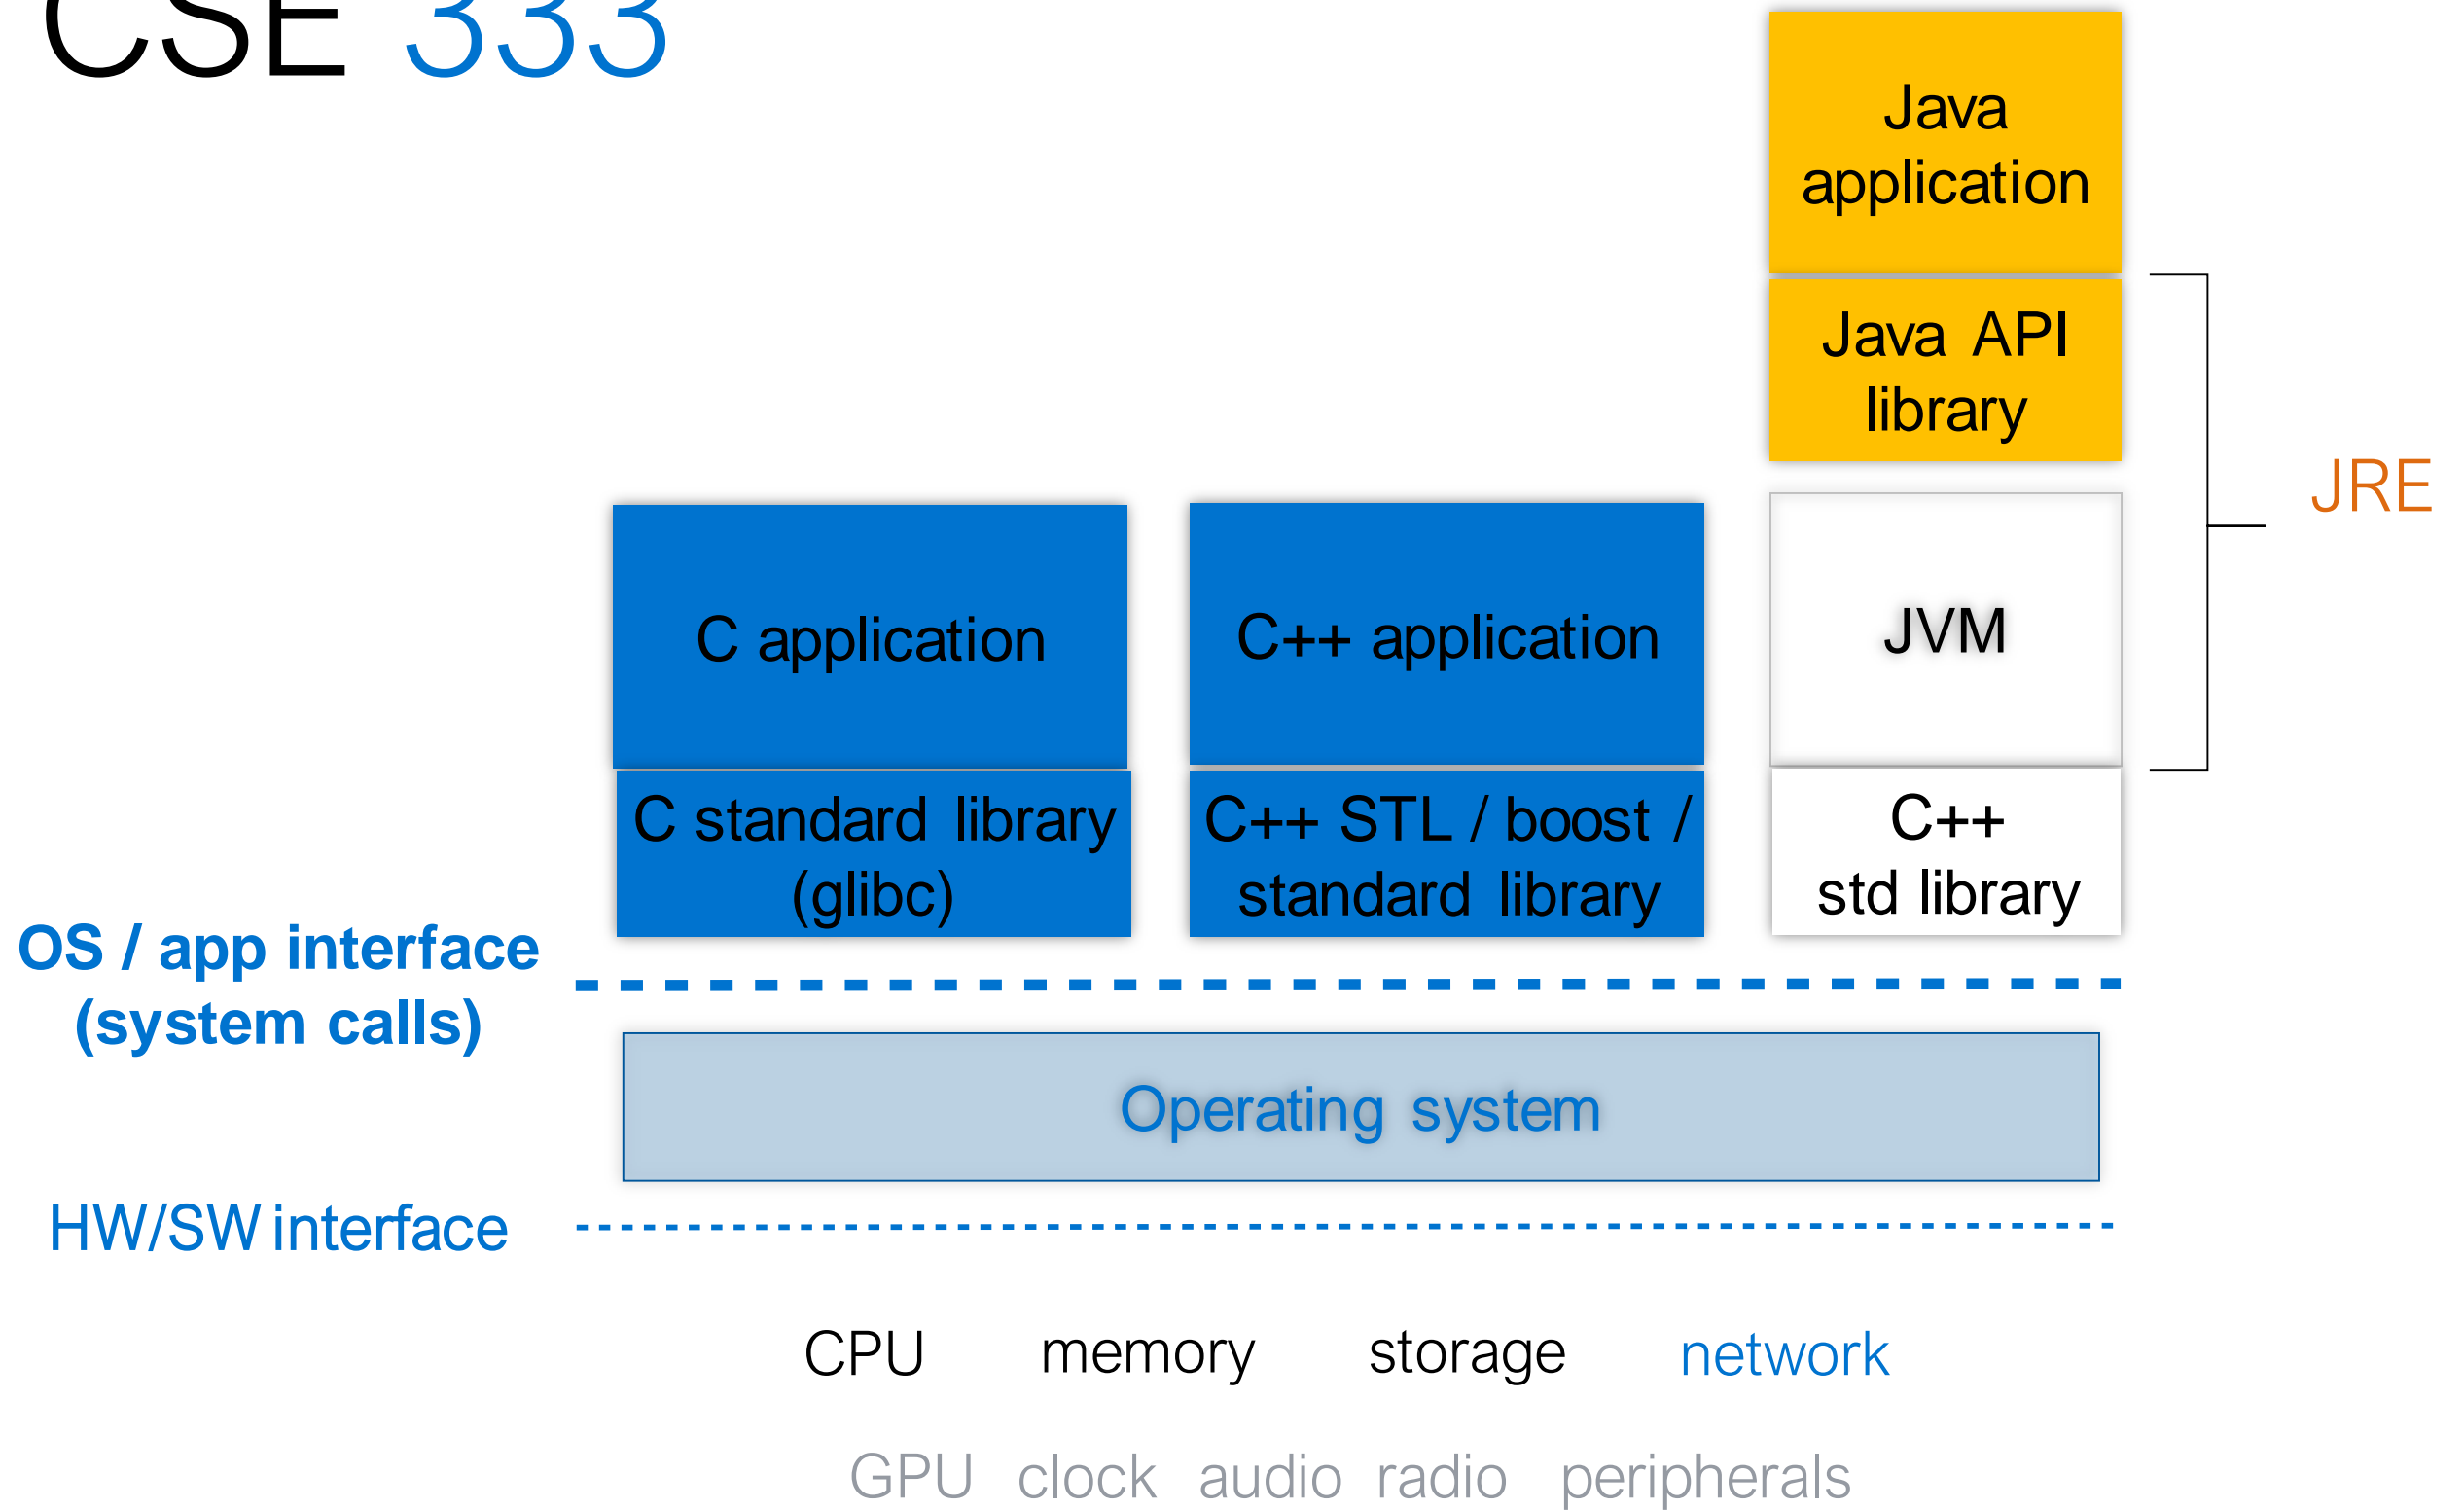 CSE 333
Java
application
Java API
library
JRE
C application
C++ application
JVM
C standard library
(glibc)
C++ STL / boost /
standard library
C++
std library
OS / app interface
(system calls)
Operating system
HW/SW interface
CPU memory storage network
GPU clock audio radio peripherals